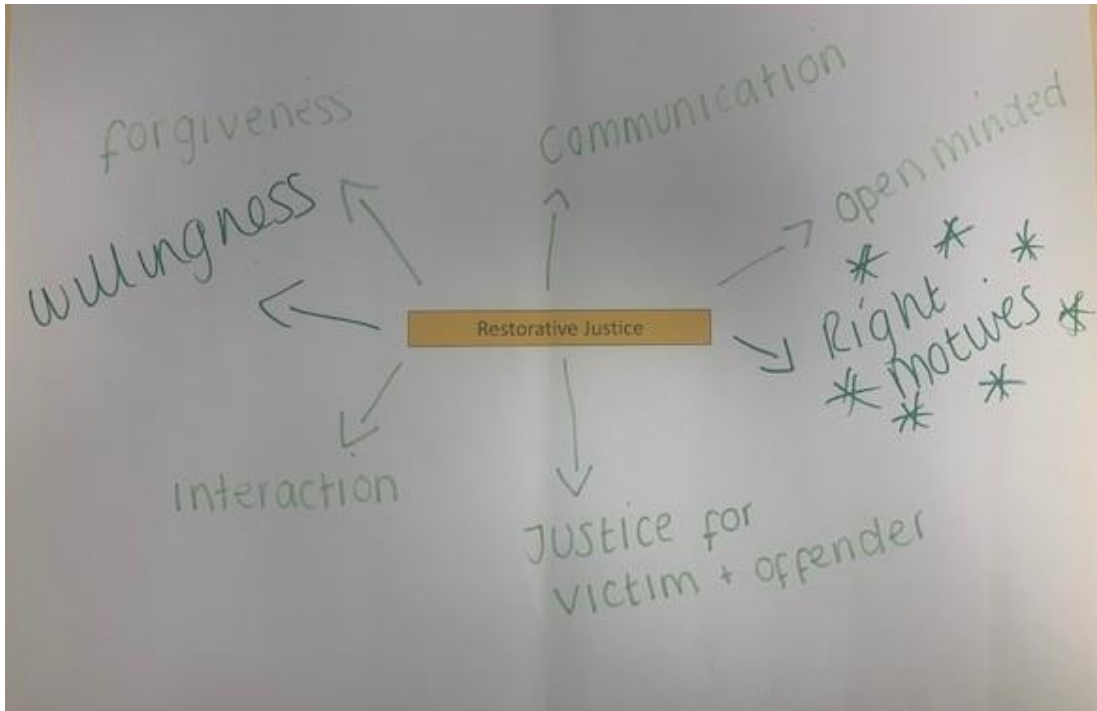 forgiveness
Communication
open minded
willingness
Right
motives
Restorative Justice
interaction
Justice for
victim + offender